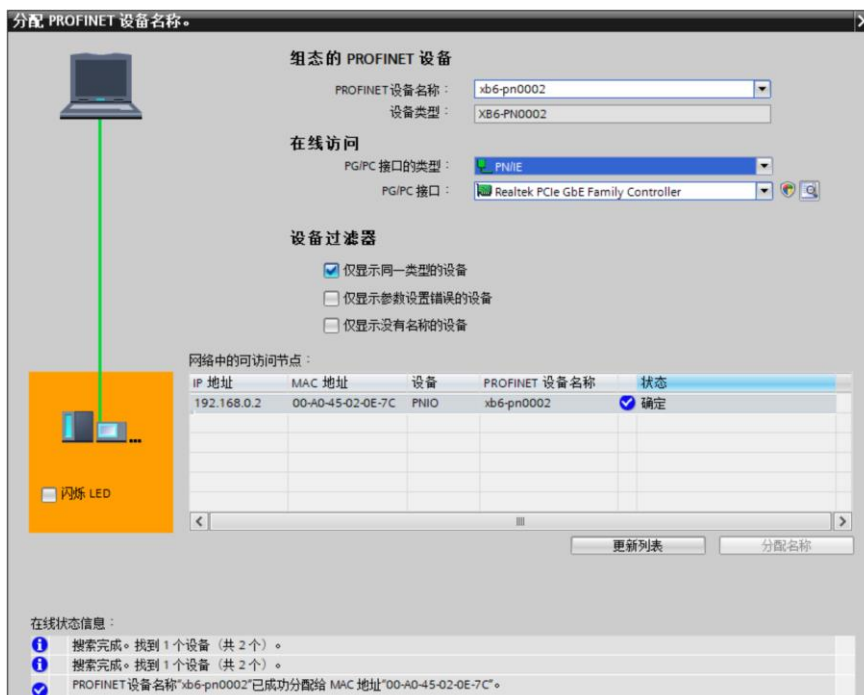 分配 PROFINET 设备名称。
组态的 PROFINET 设备
PROFINET设备名称： xb6-pn0002
设备类型： XB6-PN0002
在线访问
PG/PC 接口的类型： PN/IE
PG/PC 接口： Realtek PCIe GbE Family Controller
设备过滤器
仅显示同一类型的设备
仅显示参数设置错误的设备
仅显示没有名称的设备
网络中的可访问节点：
IP 地址 MAC 地址 设备 PROFINET 设备名称 状态
192.168.0.2 00-A0-45-02-0E-7C PNIO xb6-pn0002 确定
闪烁 LED
更新列表 分配名称
在线状态信息：
搜索完成。找到 1 个设备（共 2 个）。
搜索完成。找到 1 个设备（共 2 个）。
PROFINET设备名称"xb6-pn0002"已成功分配给 MAC 地址"00-A0-45-02-0E-7C"。